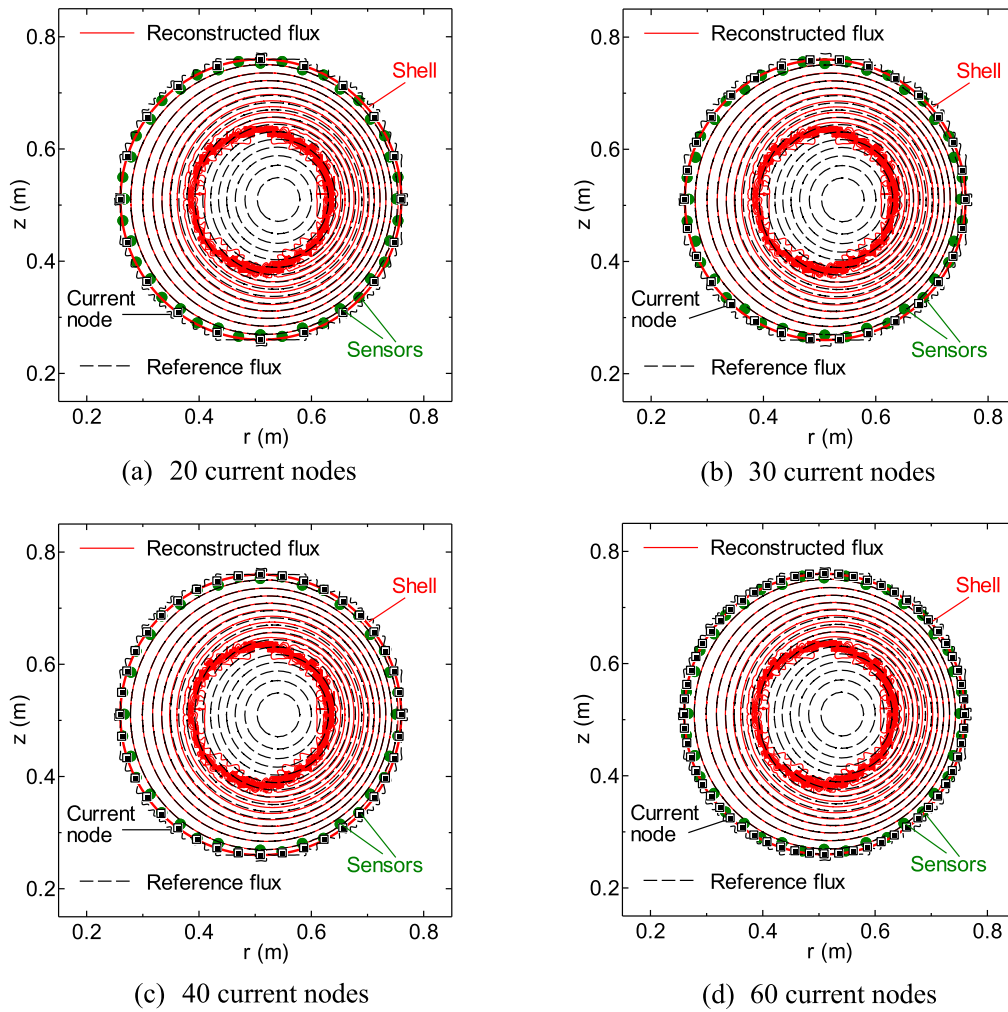 Reconstructed flux
Shell
0.8
0.6
0.4
0.2
z (m)
Current
node
Sensors
Reference flux
0.2
0.4
0.6
0.8
r (m)
(a) 20 current nodes
Reconstructed flux
Shell
0.8
0.6
0.4
0.2
z (m)
Current
node
Sensors
Reference flux
0.2
0.4
0.6
0.8
r (m)
(b) 30 current nodes
Reconstructed flux
Shell
0.8
0.6
0.4
0.2
z (m)
Current
node
Sensors
Reference flux
0.2
0.4
0.6
0.8
r (m)
(c) 40 current nodes
Reconstructed flux
Shell
0.8
0.6
0.4
0.2
z (m)
Current
node
Sensors
Reference flux
0.2
0.4
0.6
0.8
r (m)
(d) 60 current nodes